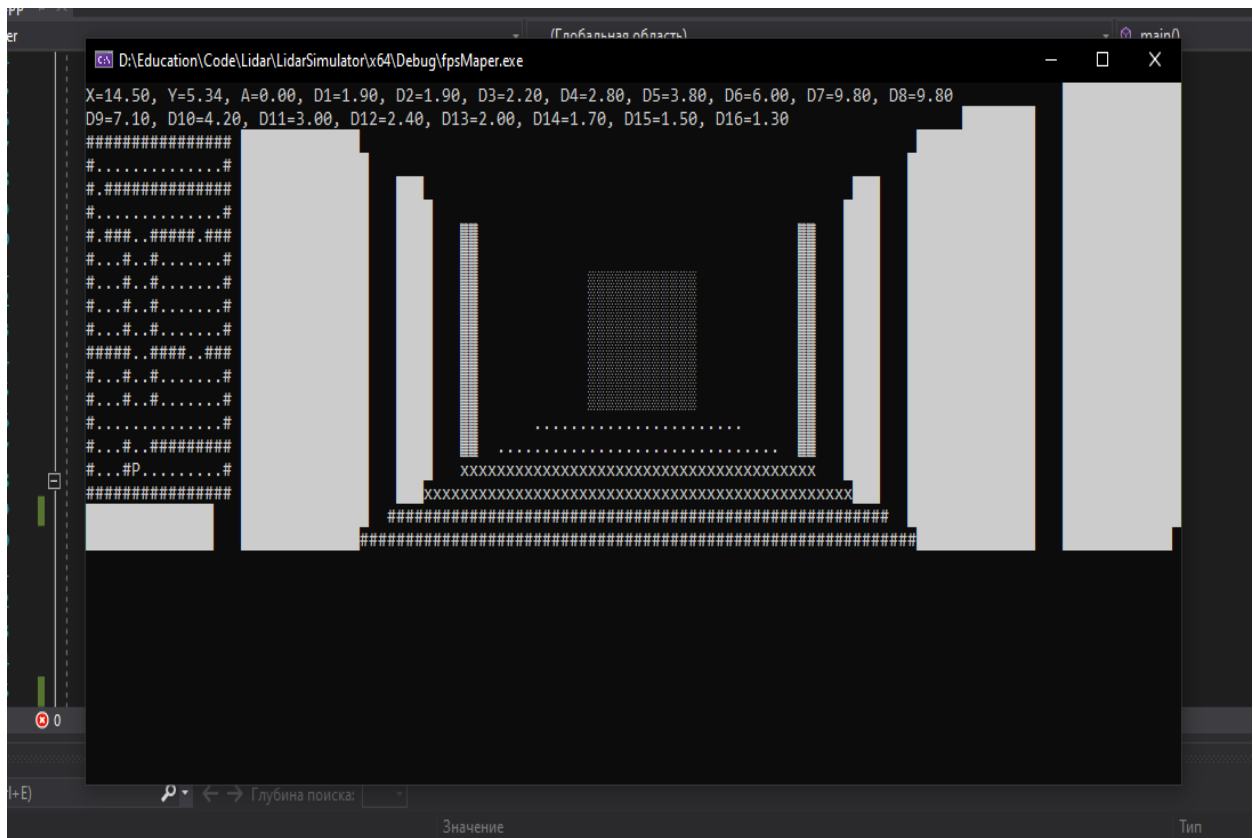 er (Глобальная область) main()
D:\Education\Code\Lidar\LidarSimulator\x64\Debug\fpsMaper.exe
X=14.50, Y=5.34, A=0.00, D1=1.90, D2=1.90, D3=2.20, D4=2.80, D5=3.80, D6=6.00, D7=9.80, D8=9.80
D9=7.10, D10=4.20, D11=3.00, D12=2.40, D13=2.00, D14=1.70, D15=1.50, D16=1.30
################
#..............#
#.##############
#..............#
#.###..#####.###
#...#..#.......#
#...#..#.......#
#...#..#.......#
#...#..#.......#
#####..####..###
#...#..#.......#
#...#..#.......#
#..............#
#...#..#########
#...#P.........#
################
.......................
...............................
xxxxxxxxxxxxxxxxxxxxxxxxxxxxxxxxxxxxxxx
xxxxxxxxxxxxxxxxxxxxxxxxxxxxxxxxxxxxxxxxxxxxxxx
#######################################################
#############################################################
0
l+E) Глубина поиска:
Значение Тип